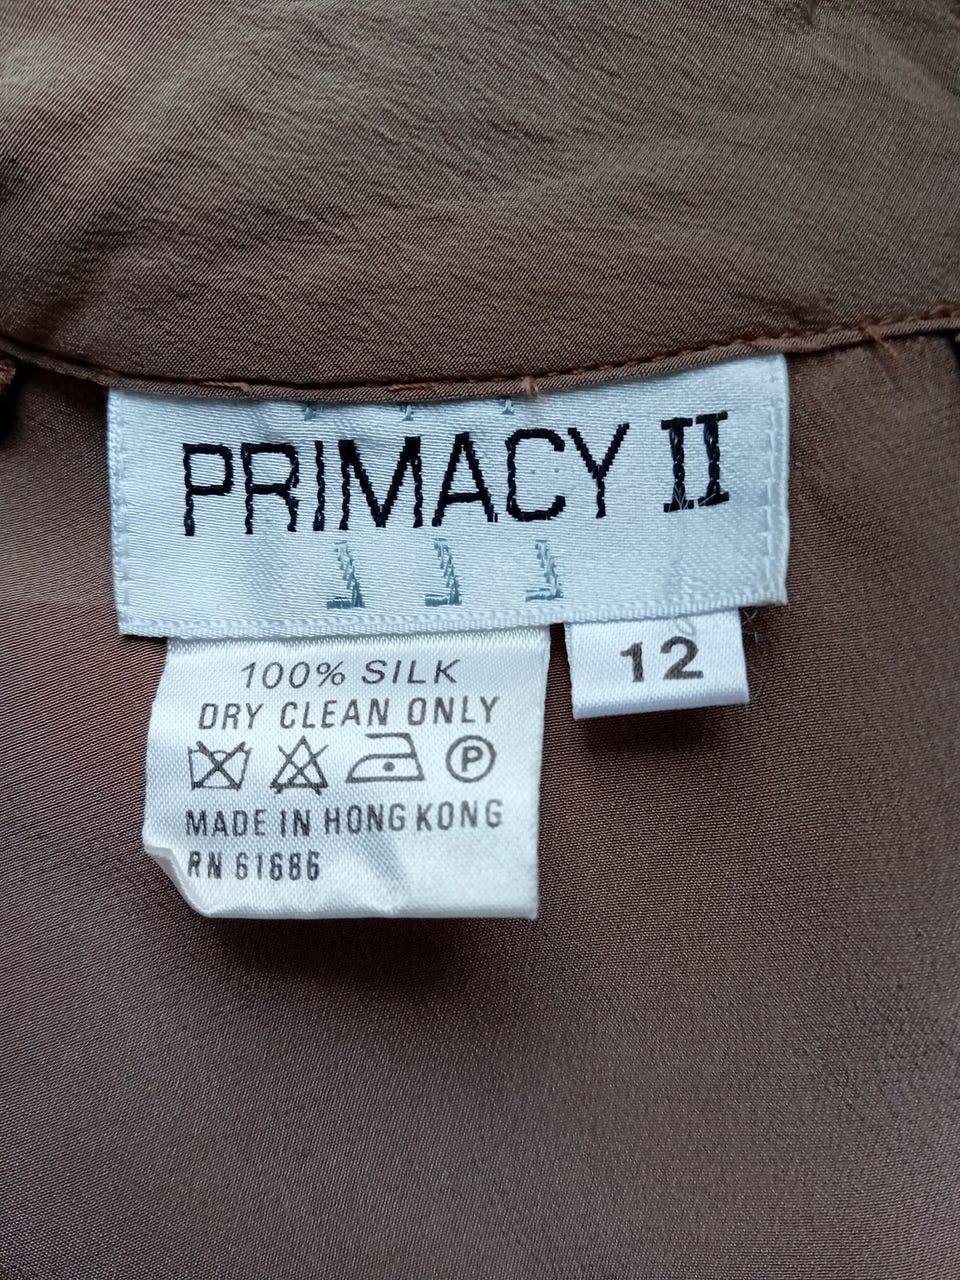 PRIMACY II
12
100% SILK
DRY CLEAN ONLY
P
MADE IN HONG KONG
RN 61686